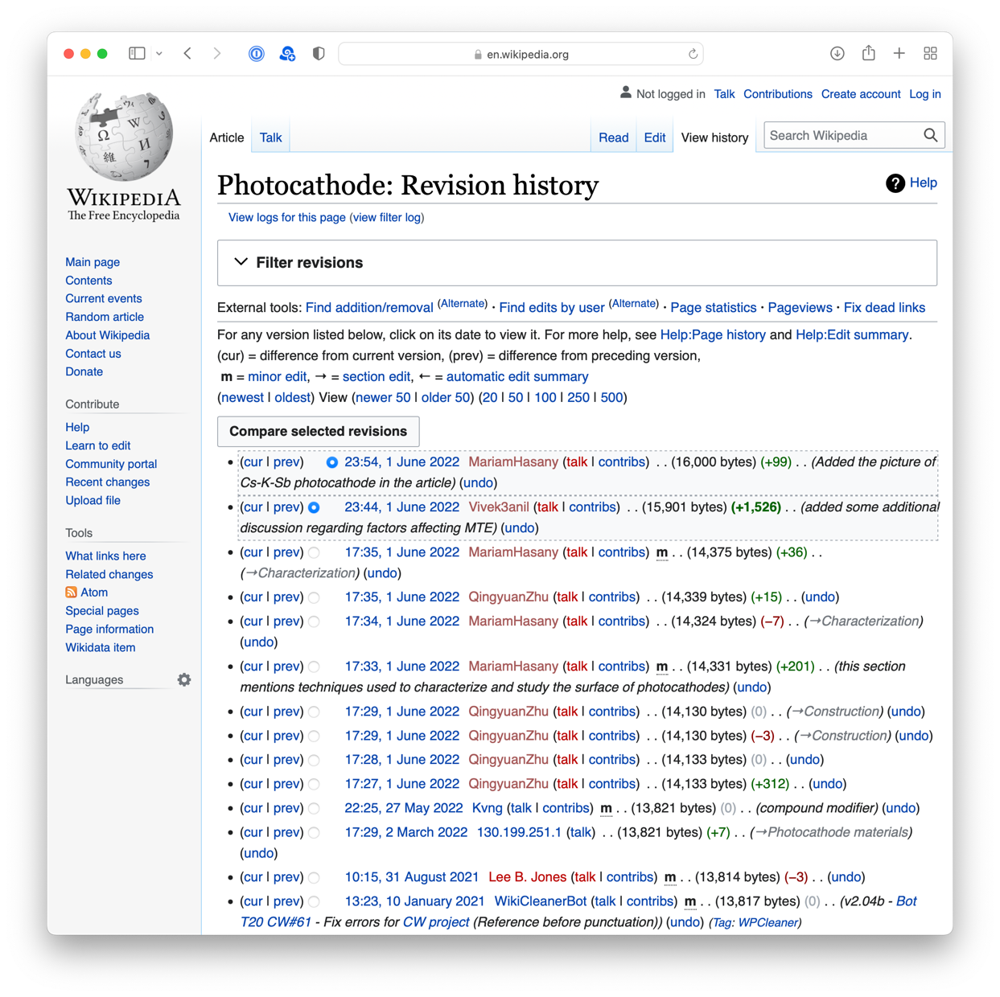 en.wikipedia.org
Not logged in Talk Contributions Create account Log in
Article Talk Read Edit View history Search Wikipedia
WIKIPEDIA
The Free Encyclopedia
Main page
Contents
Current events
Random article
About Wikipedia
Contact us
Donate
Contribute
Help
Learn to edit
Community portal
Recent changes
Upload file
Tools
What links here
Related changes
Atom
Special pages
Page information
Wikidata item
Languages
Photocathode: Revision history
? Help
View logs for this page (view filter log)
Filter revisions
External tools: Find addition/removal (Alternate) · Find edits by user (Alternate) · Page statistics · Pageviews · Fix dead links
For any version listed below, click on its date to view it. For more help, see Help:Page history and Help:Edit summary.
(cur) = difference from current version, (prev) = difference from preceding version,
m = minor edit, → = section edit, ← = automatic edit summary
(newest | oldest) View (newer 50 | older 50) (20 | 50 | 100 | 250 | 500)
Compare selected revisions
• (cur | prev) 23:54, 1 June 2022 MariamHasany (talk | contribs) . . (16,000 bytes) (+99) . . (Added the picture of
Cs-K-Sb photocathode in the article) (undo)
• (cur | prev) 23:44, 1 June 2022 Vivek3anil (talk | contribs) . . (15,901 bytes) (+1,526) . . (added some additional
discussion regarding factors affecting MTE) (undo)
• (cur | prev) 17:35, 1 June 2022 MariamHasany (talk | contribs) m . . (14,375 bytes) (+36) . .
(→Characterization) (undo)
• (cur | prev) 17:35, 1 June 2022 QingyuanZhu (talk | contribs) . . (14,339 bytes) (+15) . . (undo)
• (cur | prev) 17:34, 1 June 2022 MariamHasany (talk | contribs) . . (14,324 bytes) (−7) . . (→Characterization)
(undo)
• (cur | prev) 17:33, 1 June 2022 MariamHasany (talk | contribs) m . . (14,331 bytes) (+201) . . (this section
mentions techniques used to characterize and study the surface of photocathodes) (undo)
• (cur | prev) 17:29, 1 June 2022 QingyuanZhu (talk | contribs) . . (14,130 bytes) (0) . . (→Construction) (undo)
• (cur | prev) 17:29, 1 June 2022 QingyuanZhu (talk | contribs) . . (14,130 bytes) (−3) . . (→Construction) (undo)
• (cur | prev) 17:28, 1 June 2022 QingyuanZhu (talk | contribs) . . (14,133 bytes) (0) . . (undo)
• (cur | prev) 17:27, 1 June 2022 QingyuanZhu (talk | contribs) . . (14,133 bytes) (+312) . . (undo)
• (cur | prev) 22:25, 27 May 2022 Kvng (talk | contribs) m . . (13,821 bytes) (0) . . (compound modifier) (undo)
• (cur | prev) 17:29, 2 March 2022 130.199.251.1 (talk) . . (13,821 bytes) (+7) . . (→Photocathode materials)
(undo)
• (cur | prev) 10:15, 31 August 2021 Lee B. Jones (talk | contribs) m . . (13,814 bytes) (−3) . . (undo)
• (cur | prev) 13:23, 10 January 2021 WikiCleanerBot (talk | contribs) m . . (13,817 bytes) (0) . . (v2.04b - Bot
T20 CW#61 - Fix errors for CW project (Reference before punctuation)) (undo) (Tag: WPCleaner)